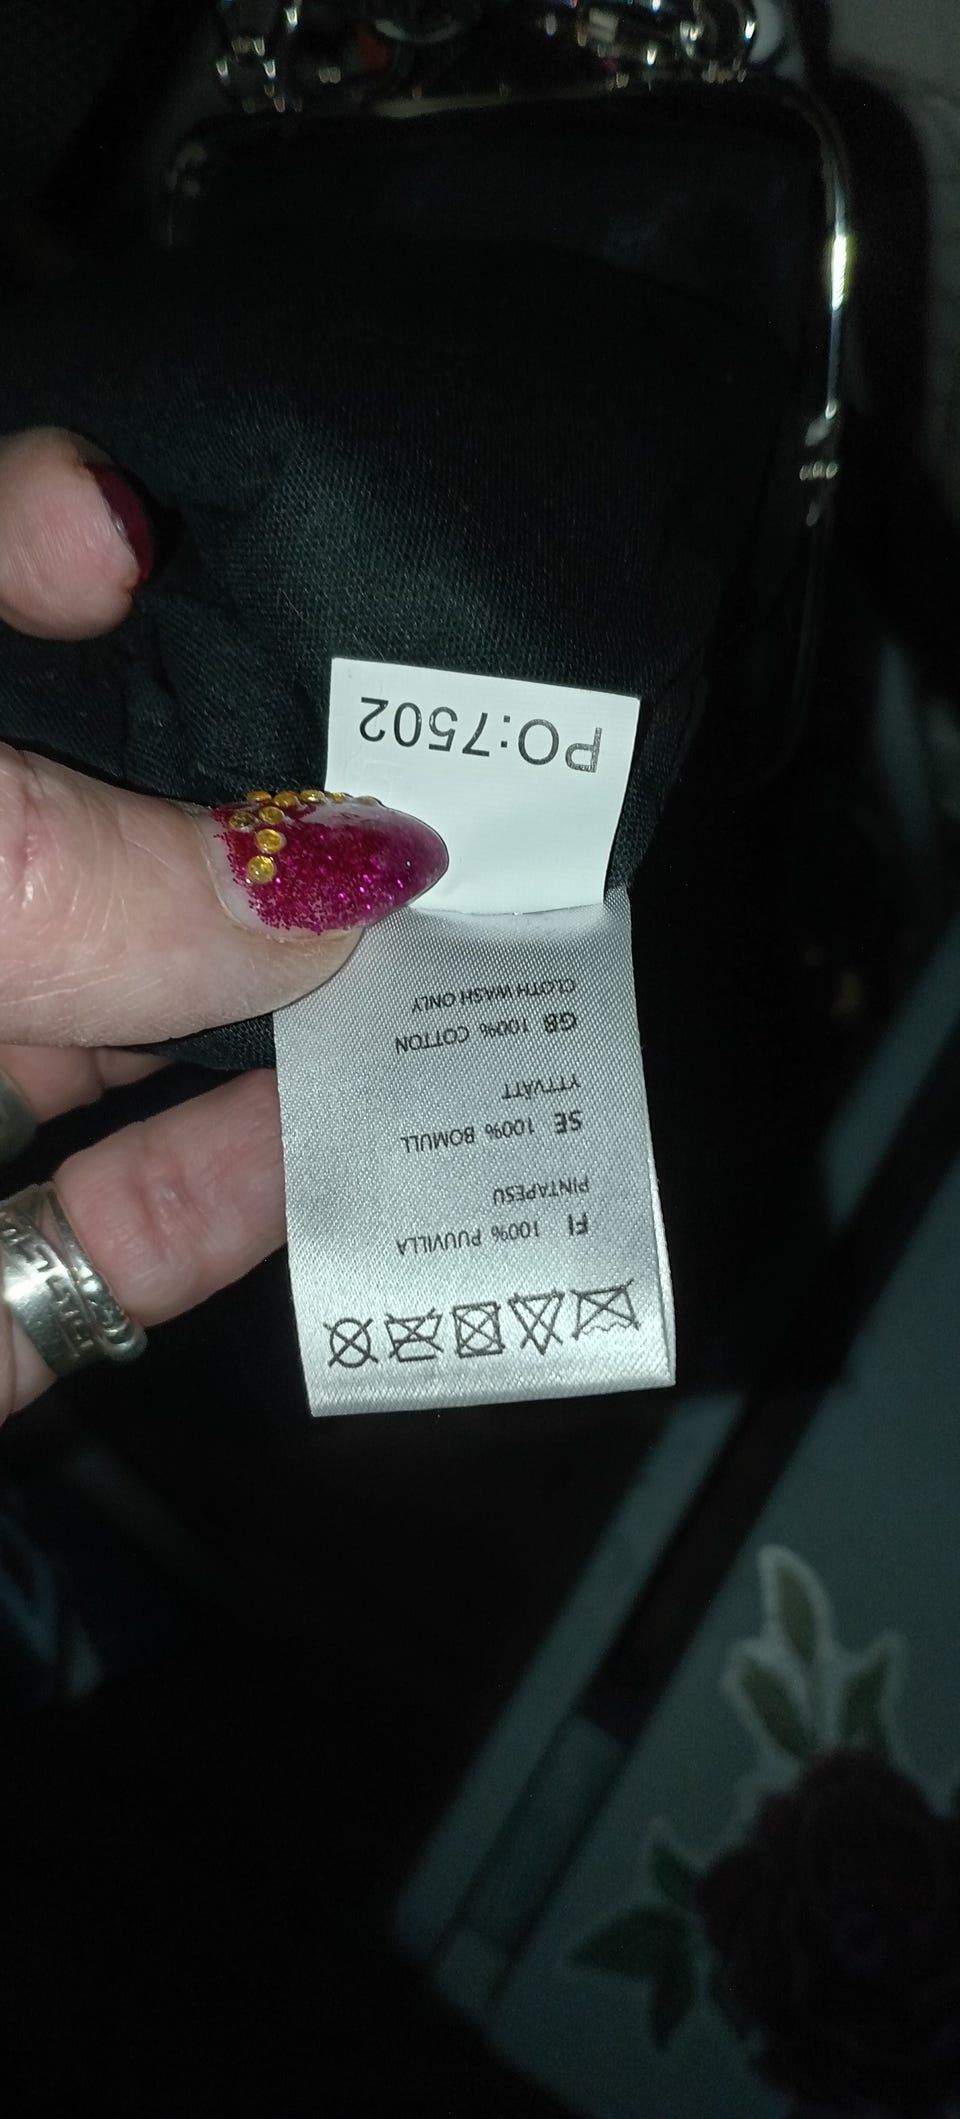 FI 100% PUUVILLA
PINTAPESU
SE 100% BOMULL
YTTVÄTT
GB 100% COTTON
CLOTH WASH ONLY
PO:7502